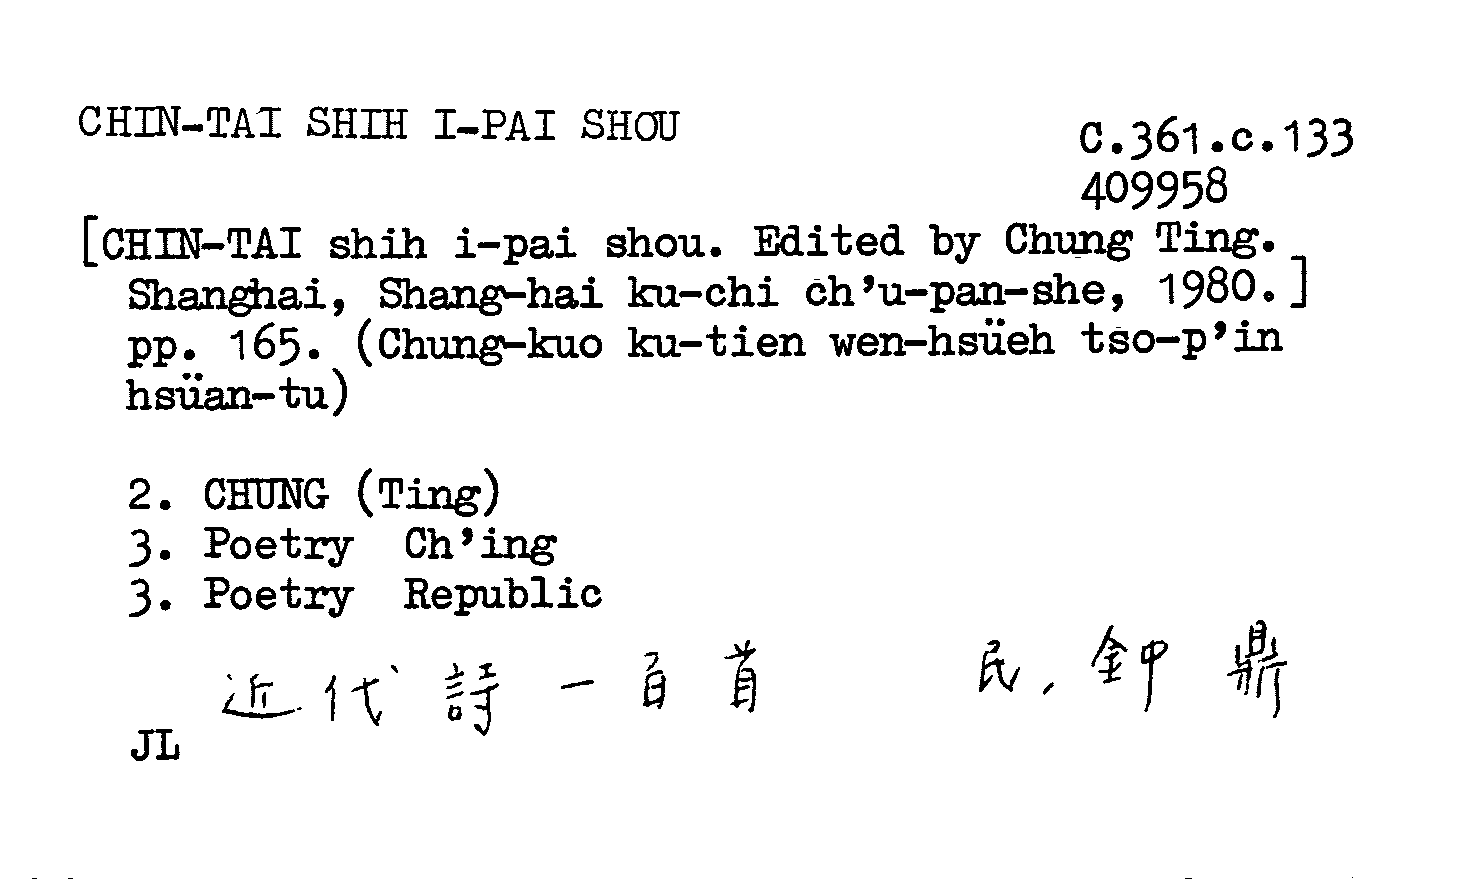 CHIN-TAI SHIH I-PAI SHOU
C.361.c.133
409958
[CHIN-TAI shih i-pai shou. Edited by Chung Ting.
Shanghai, Shang-hai ku-chi ch'u-pan-she, 1980.]
pp. 165. (Chung-kuo ku-tien wen-hsüeh tso-p'in
hsüan-tu)
2. CHUNG (Ting)
3. Poetry Ch'ing
3. Poetry Republic
近代詩一百首 民, 鈡鼎
JL